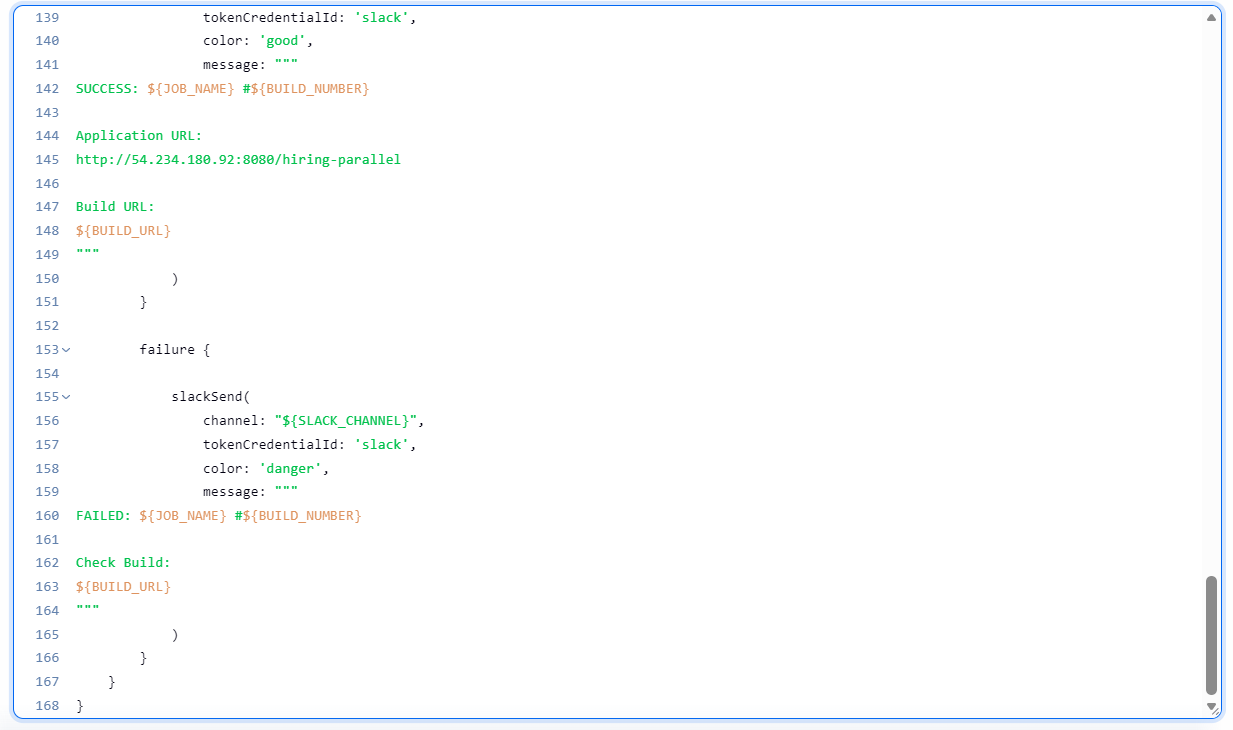 139                 tokenCredentialId: 'slack',
140                 color: 'good',
141                 message: """
142 SUCCESS: ${JOB_NAME} #${BUILD_NUMBER}
143
144 Application URL:
145 http://54.234.180.92:8080/hiring-parallel
146
147 Build URL:
148 ${BUILD_URL}
149 """
150             )
151         }
152
153         failure {
154
155             slackSend(
156                 channel: "${SLACK_CHANNEL}",
157                 tokenCredentialId: 'slack',
158                 color: 'danger',
159                 message: """
160 FAILED: ${JOB_NAME} #${BUILD_NUMBER}
161
162 Check Build:
163 ${BUILD_URL}
164 """
165             )
166         }
167     }
168 }